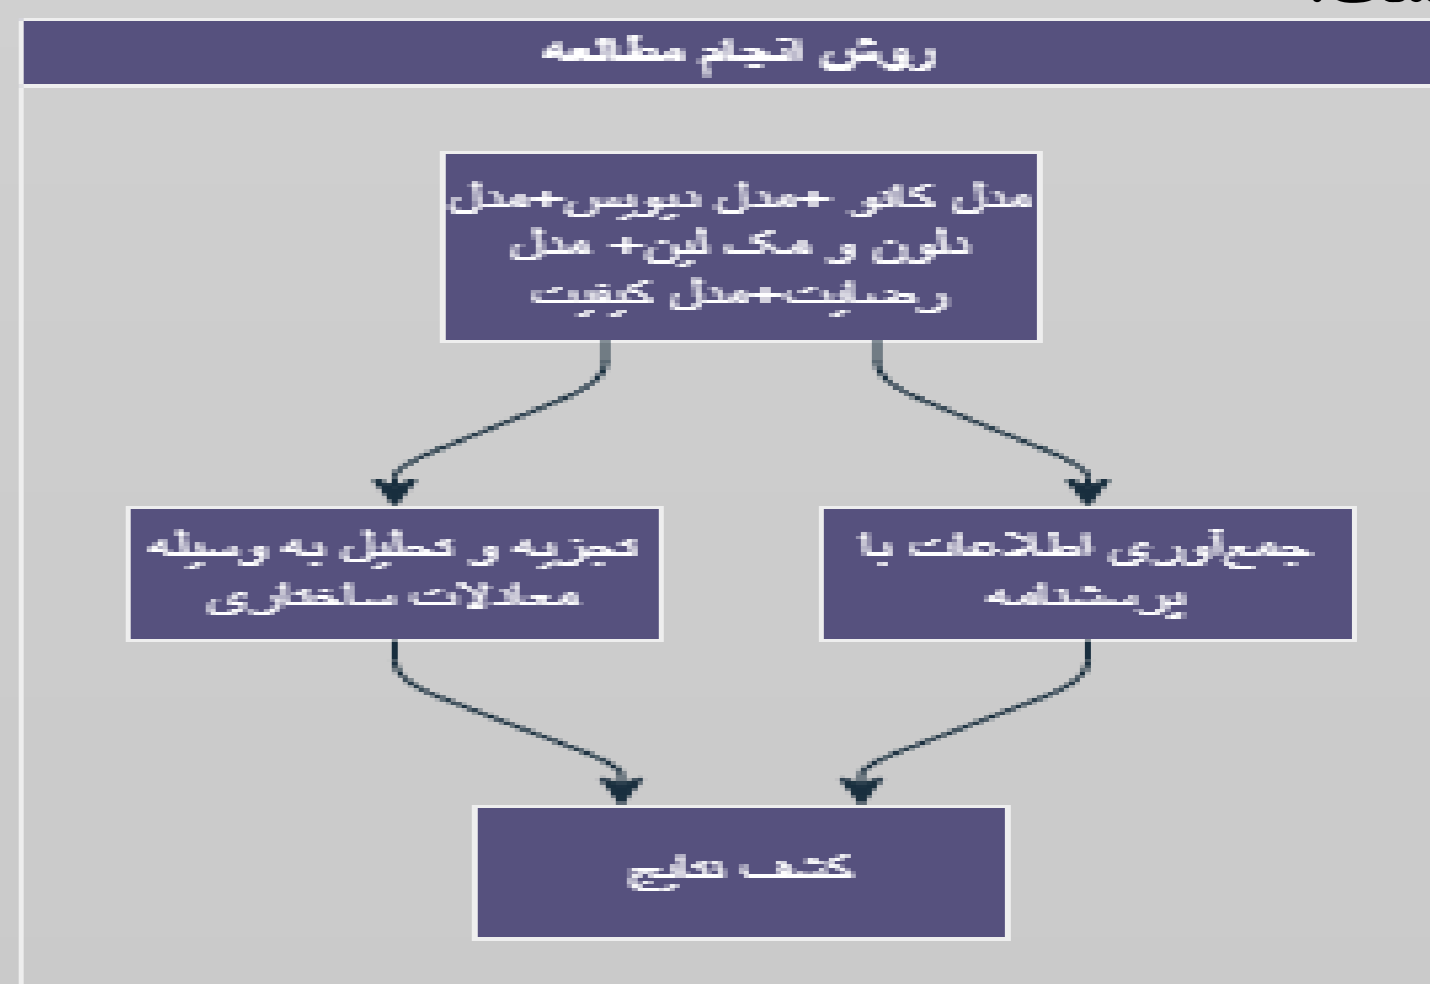 روش انجام مطالعه
مدل کانو +مدل دیویس+مدل
دلون و مک لین+ مدل
رضایت+مدل کیفیت
جمع‌آوری اطلاعات با
پرسشنامه
تجزیه و تحلیل به وسیله
معادلات ساختاری
کشف نتایج